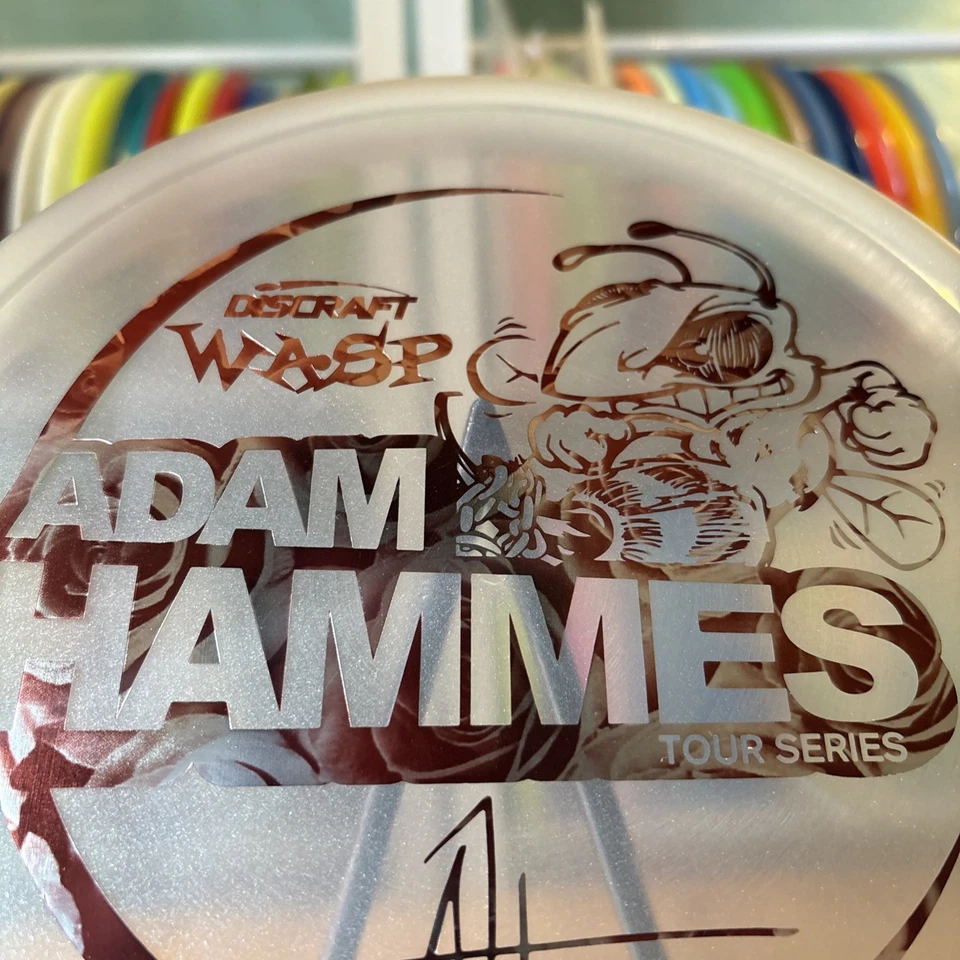 DISCRAFT
WASP
ADAM
HAMMES
TOUR SERIES